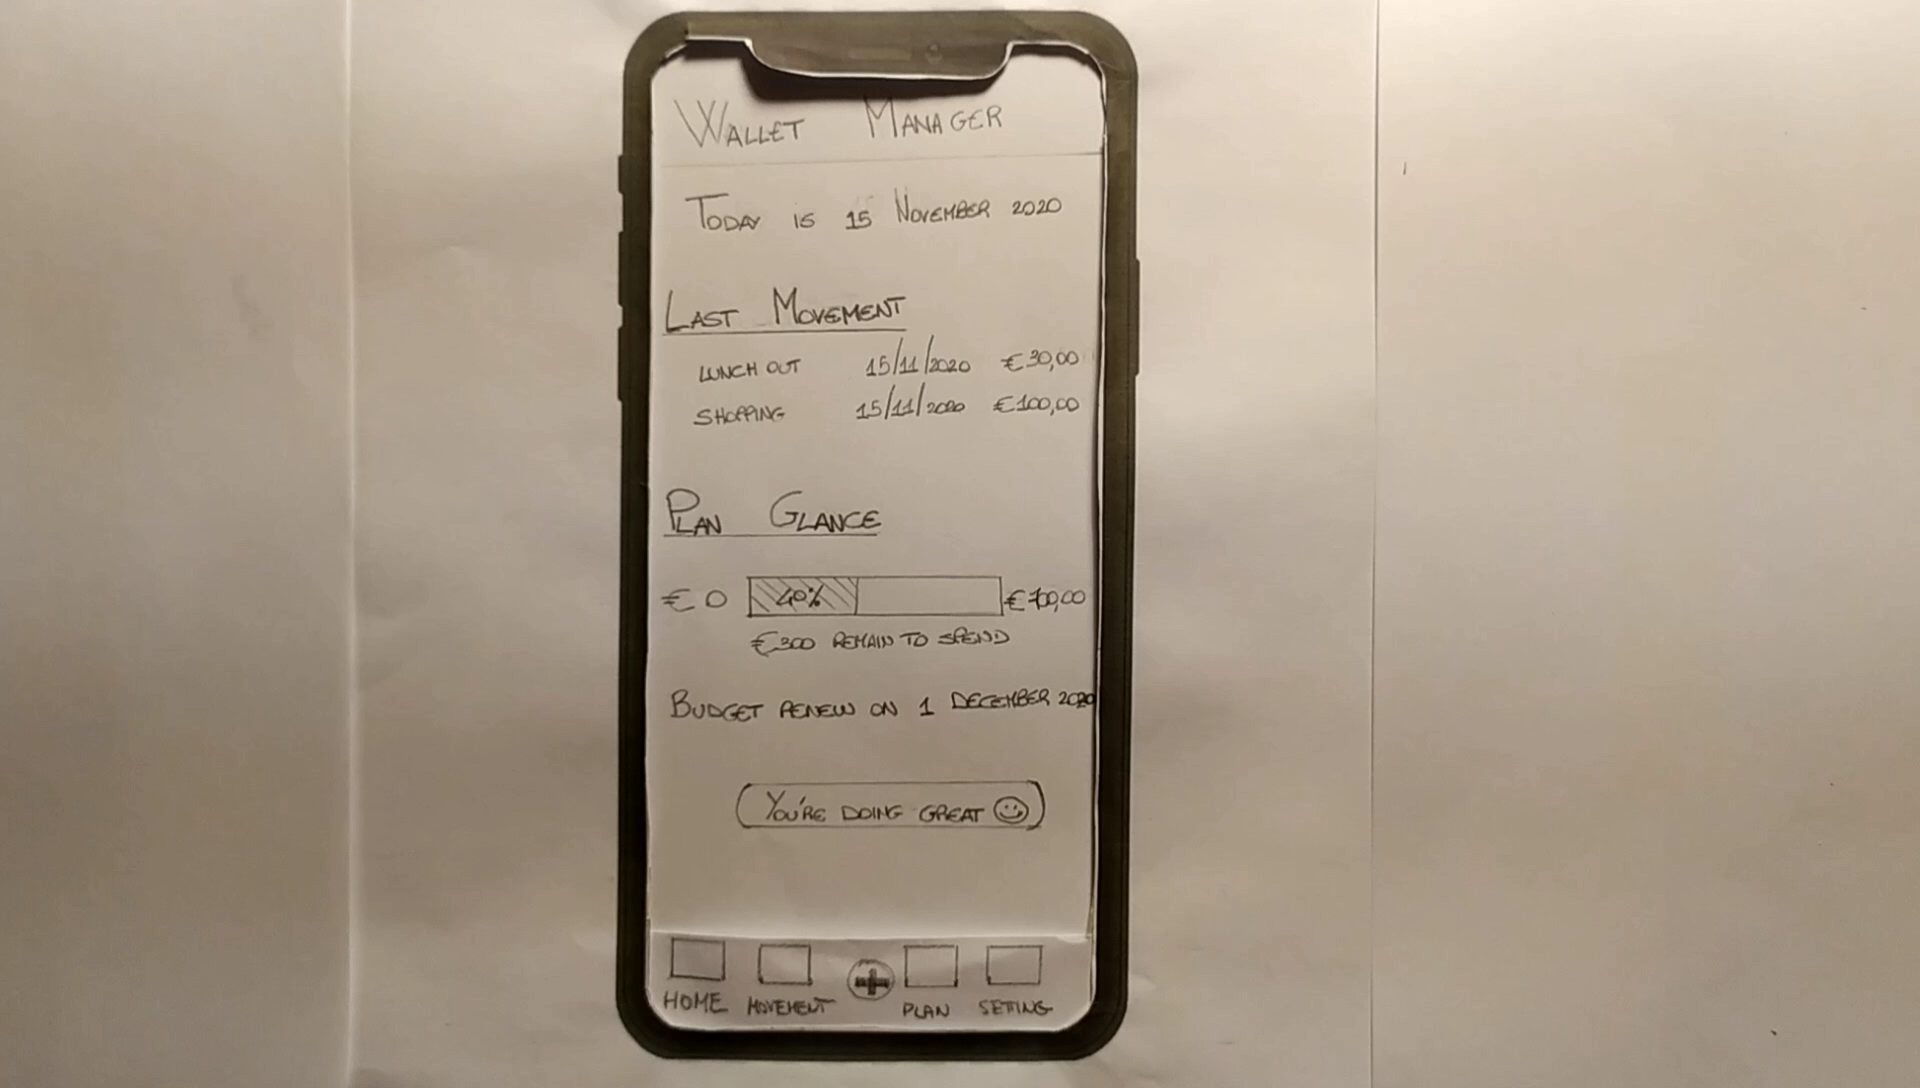 WALLET MANAGER
TODAY IS 15 NOVEMBER 2020
LAST MOVEMENT
LUNCH OUT 15/11/2020 €30,00
SHOPPING 15/11/2020 €100,00
PLAN GLANCE
€ 0 40% €700,00
€300 REMAIN TO SPEND
BUDGET RENEW ON 1 DECEMBER 2020
YOU'RE DOING GREAT
HOME MOVEMENT PLAN SETTING